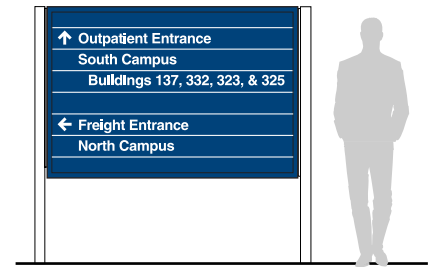 Outpatient Entrance
South Campus
Buildings 137, 332, 323, & 325
Freight Entrance
North Campus